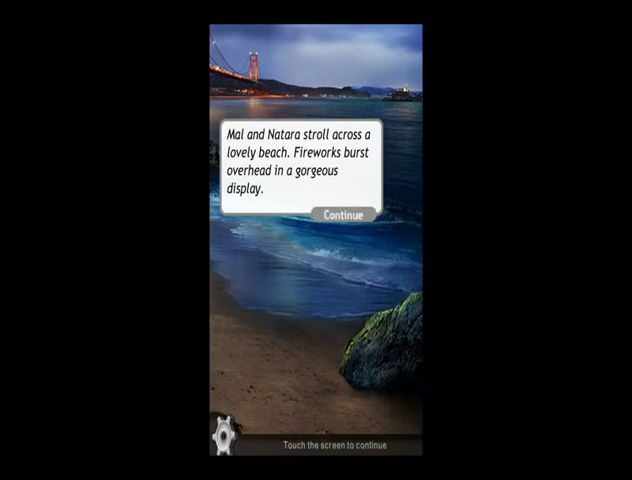 Mal and Natara stroll across a
lovely beach. Fireworks burst
overhead in a gorgeous
display.
Continue
Touch the screen to continue